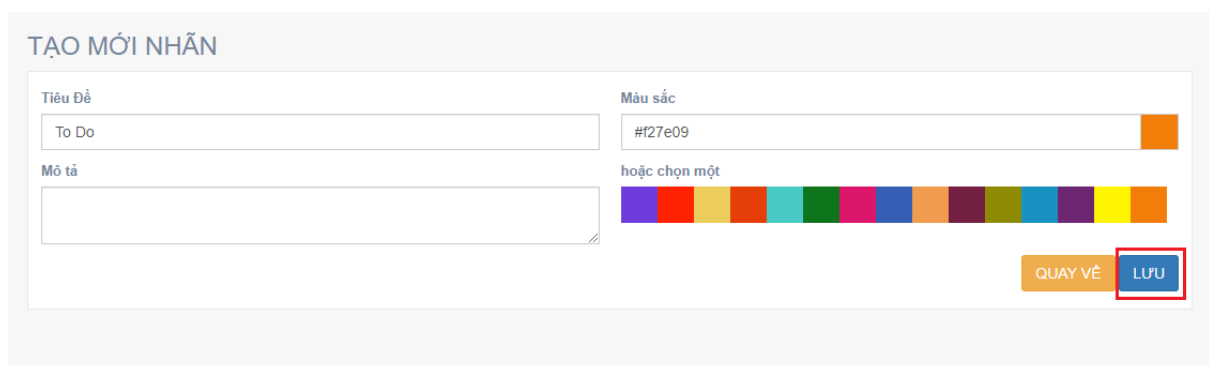 TẠO MỚI NHÃN
Tiêu Đề
Màu sắc
To Do
#f27e09
Mô tả
hoặc chọn một
QUAY VỀ
LƯU